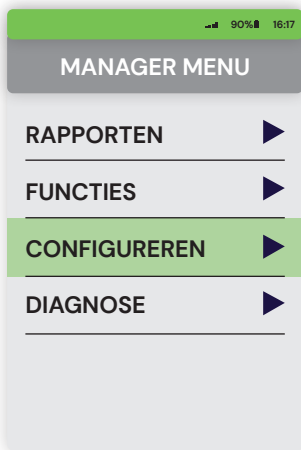 90% 16:17
MANAGER MENU
RAPPORTEN
FUNCTIES
CONFIGUREREN
DIAGNOSE